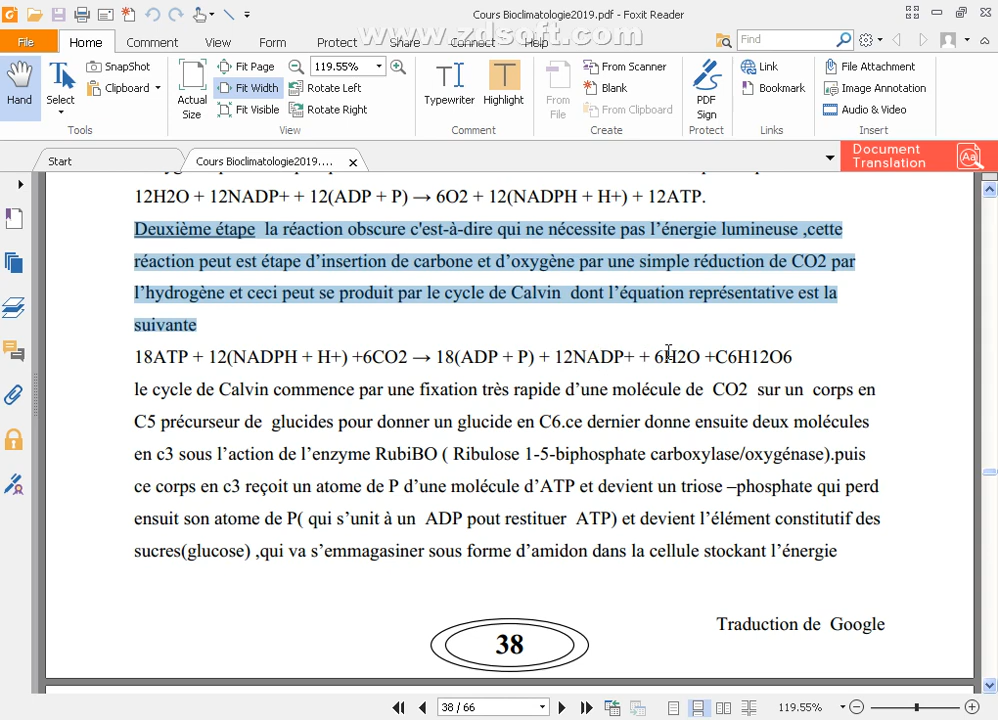 Cours Bioclimatologie2019.pdf - Foxit Reader
www.zdsoft.com
File Home Comment View Form Protect Share Connect Help Find
Hand Select SnapShot Clipboard Actual Size Fit Page Fit Width Fit Visible 119.55% Rotate Left Rotate Right Typewriter Highlight From File From Scanner Blank From Clipboard PDF Sign Link Bookmark File Attachment Image Annotation Audio & Video
Tools View Comment Create Protect Links Insert
Start Cours Bioclimatologie2019.... Document Translation
12H2O + 12NADP+ + 12(ADP + P) → 6O2 + 12(NADPH + H+) + 12ATP.
Deuxième étape la réaction obscure c'est-à-dire qui ne nécessite pas l’énergie lumineuse ,cette
réaction peut est étape d’insertion de carbone et d’oxygène par une simple réduction de CO2 par
l’hydrogène et ceci peut se produit par le cycle de Calvin dont l’équation représentative est la
suivante
18ATP + 12(NADPH + H+) +6CO2 → 18(ADP + P) + 12NADP+ + 6H2O +C6H12O6
le cycle de Calvin commence par une fixation très rapide d’une molécule de CO2 sur un corps en
C5 précurseur de glucides pour donner un glucide en C6.ce dernier donne ensuite deux molécules
en c3 sous l’action de l’enzyme RubiBO ( Ribulose 1-5-biphosphate carboxylase/oxygénase).puis
ce corps en c3 reçoit un atome de P d’une molécule d’ATP et devient un triose –phosphate qui perd
ensuit son atome de P( qui s’unit à un ADP pout restituer ATP) et devient l’élément constitutif des
sucres(glucose) ,qui va s’emmagasiner sous forme d’amidon dans la cellule stockant l’énergie
Traduction de Google
38
38 / 66 119.55%